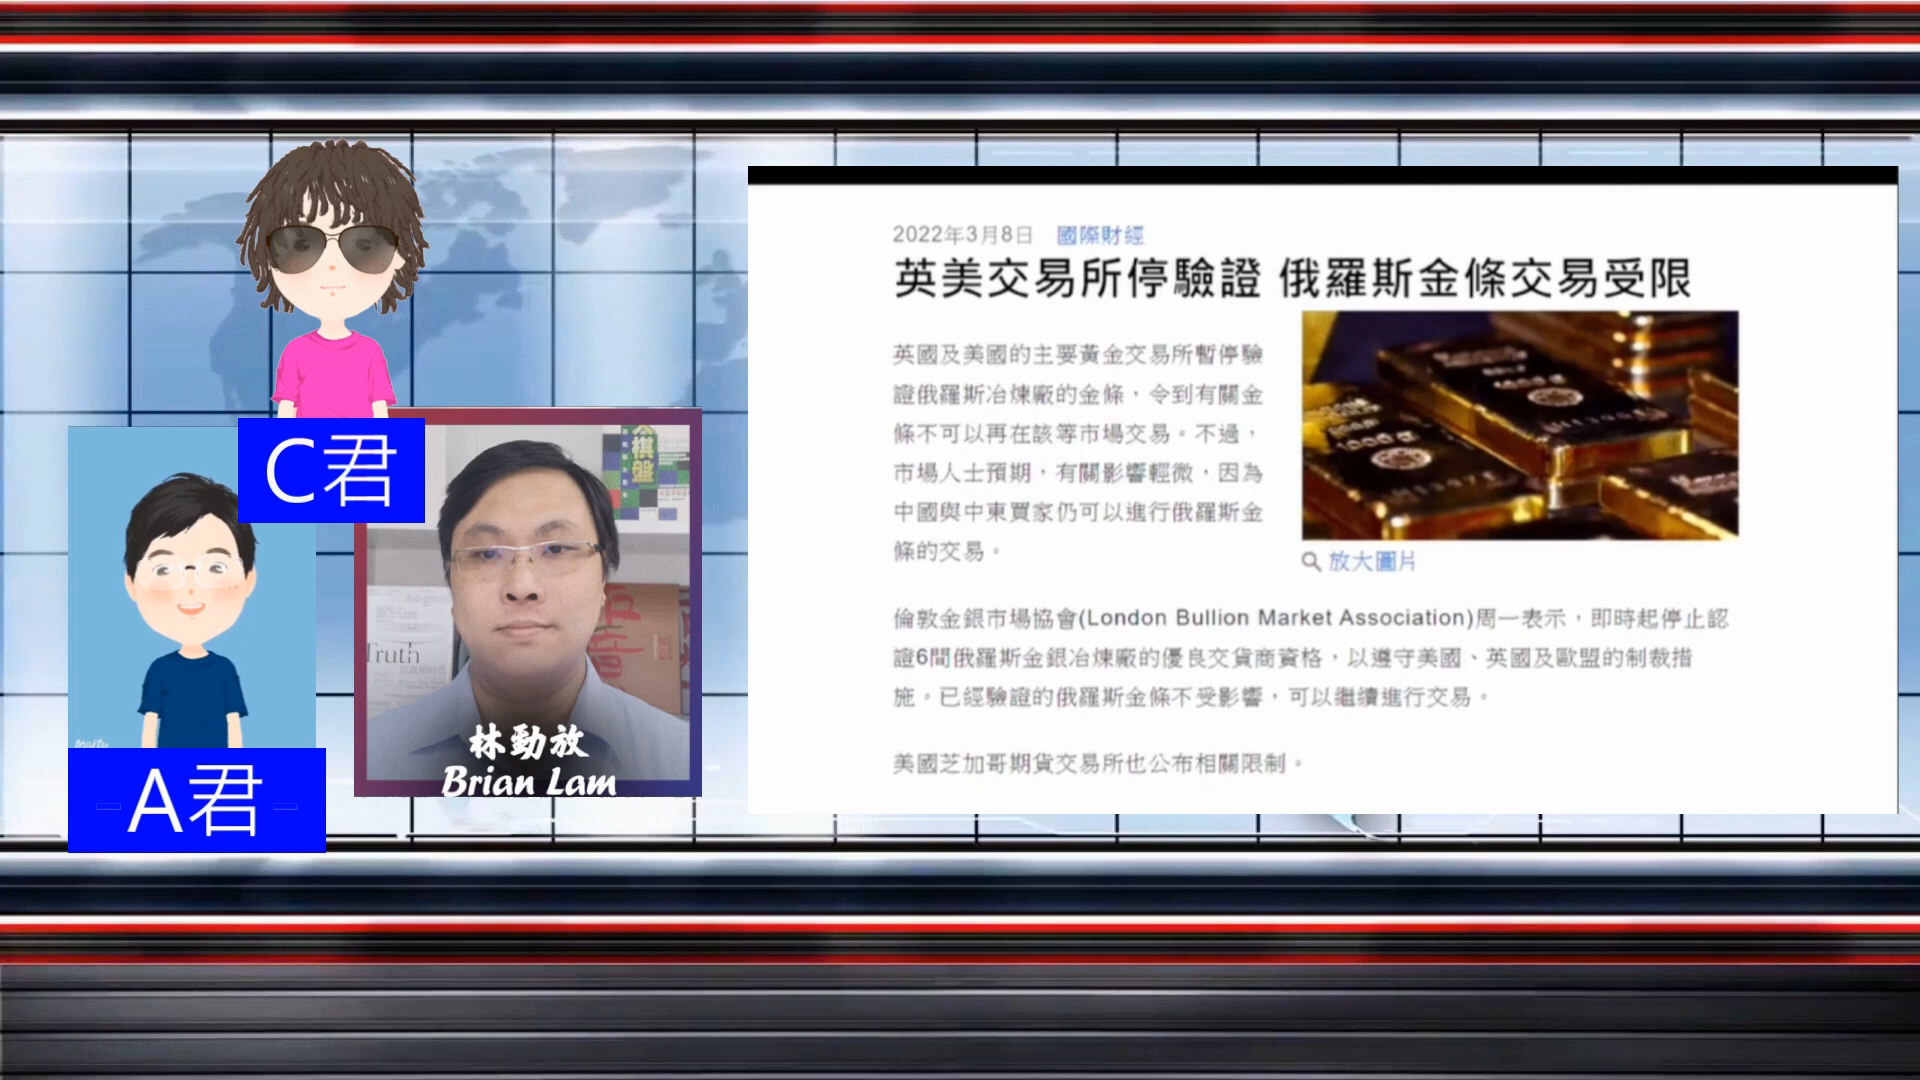 C君
A君
meitu
Truth
林勁放
Brian Lam
2022年3月8日 國際財經
英美交易所停驗證 俄羅斯金條交易受限
英國及美國的主要黃金交易所暫停驗
證俄羅斯冶煉廠的金條，令到有關金
條不可以再在該等市場交易。不過，
市場人士預期，有關影響輕微，因為
中國與中東買家仍可以進行俄羅斯金
條的交易。
放大圖片
倫敦金銀市場協會(London Bullion Market Association)周一表示，即時起停止認
證6間俄羅斯金銀冶煉廠的優良交貨商資格，以遵守美國、英國及歐盟的制裁措
施。已經驗證的俄羅斯金條不受影響，可以繼續進行交易。
美國芝加哥期貨交易所也公布相關限制。